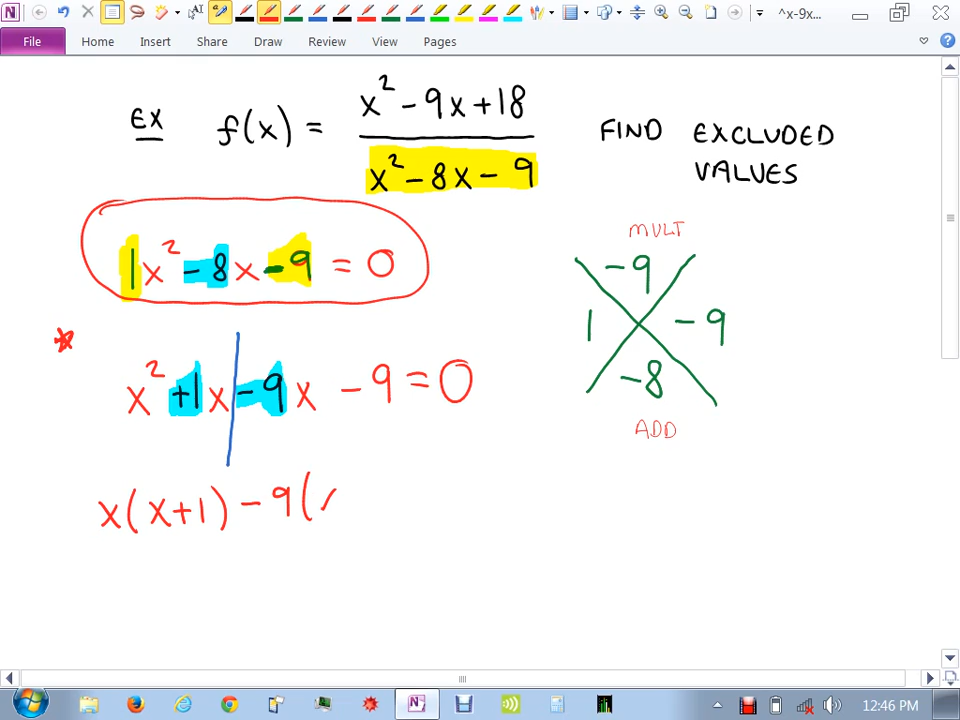 ^x-9x...
File Home Insert Share Draw Review View Pages
EX f(x) = x² - 9x + 18
x² - 8x - 9
FIND EXCLUDED
VALUES
1x² - 8x - 9 = 0
x² + 1x - 9x - 9 = 0
x(x+1) - 9(
MULT
-9
1 -9
-8
ADD
12:46 PM